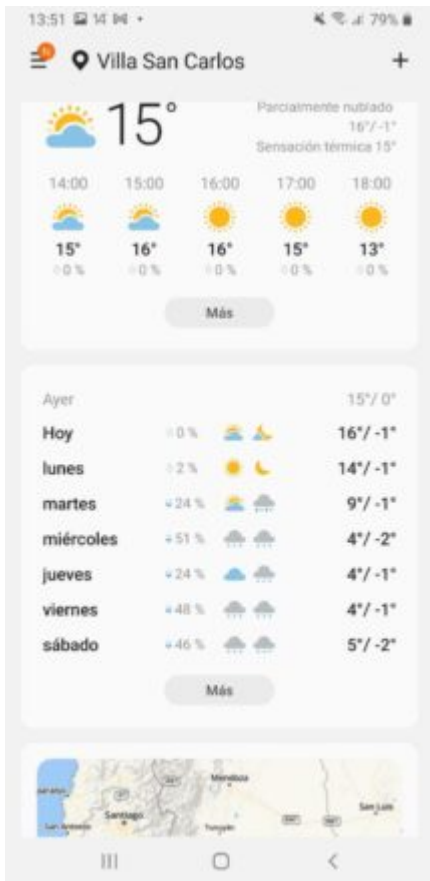 13:51 14 79%
Villa San Carlos
15° Parcialmente nublado
16°/-1°
Sensación térmica 15°
14:00 15:00 16:00 17:00 18:00
15° 16° 16° 15° 13°
0 % 0 % 0 % 0 % 0 %
Más
Ayer 15°/ 0°
Hoy 0 % 16°/ -1°
lunes 2 % 14°/ -1°
martes 24 % 9°/ -1°
miércoles 51 % 4°/ -2°
jueves 24 % 4°/ -1°
viernes 48 % 4°/ -1°
sábado 46 % 5°/ -2°
Más
Mendoza
Santiago
San Luis
San Antonio
Tunuyán